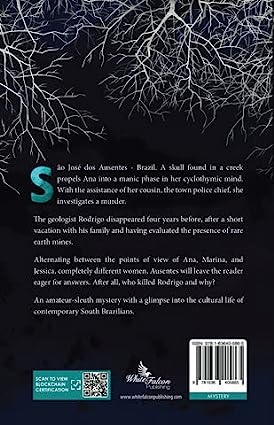 São José dos Ausentes - Brazil. A skull found in a creek
propels Ana into a manic phase in her cyclothymic mind.
With the assistance of her cousin, the town police chief, she
investigates a murder.
The geologist Rodrigo disappeared four years before, after a short
vacation with his family and having evaluated the presence of rare
earth mines.
Alternating between the points of view of Ana, Marina, and
Jessica, completely different women. Ausentes will leave the reader
eager for answers. After all, who killed Rodrigo and why?
An amateur-sleuth mystery with a glimpse into the cultural life of
contemporary South Brazilians.
SCAN TO VIEW
BLOCKCHAIN
CERTIFICATION
White Falcon
Publishing
www.whitefalconpublishing.com
MYSTERY